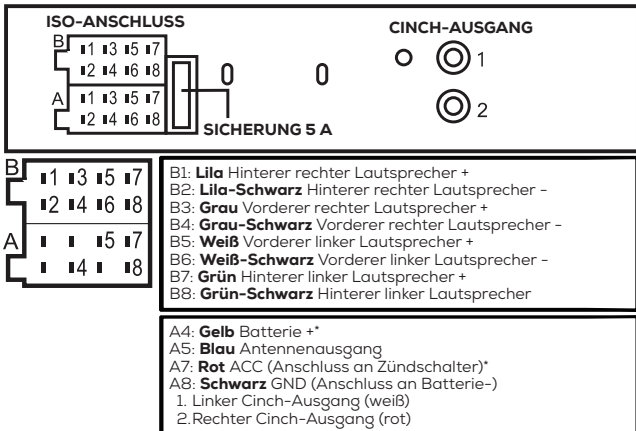 ISO-ANSCHLUSS
CINCH-AUSGANG
B 1 3 5 7
2 4 6 8
A 1 3 5 7
2 4 6 8
1
2
SICHERUNG 5 A
B 1 3 5 7
2 4 6 8
A 5 7
4 8
B1: Lila Hinterer rechter Lautsprecher +
B2: Lila-Schwarz Hinterer rechter Lautsprecher -
B3: Grau Vorderer rechter Lautsprecher +
B4: Grau-Schwarz Vorderer rechter Lautsprecher -
B5: Weiß Vorderer linker Lautsprecher +
B6: Weiß-Schwarz Vorderer linker Lautsprecher -
B7: Grün Hinterer linker Lautsprecher +
B8: Grün-Schwarz Hinterer linker Lautsprecher
A4: Gelb Batterie +*
A5: Blau Antennenausgang
A7: Rot ACC (Anschluss an Zündschalter)*
A8: Schwarz GND (Anschluss an Batterie-)
1. Linker Cinch-Ausgang (weiß)
2.Rechter Cinch-Ausgang (rot)